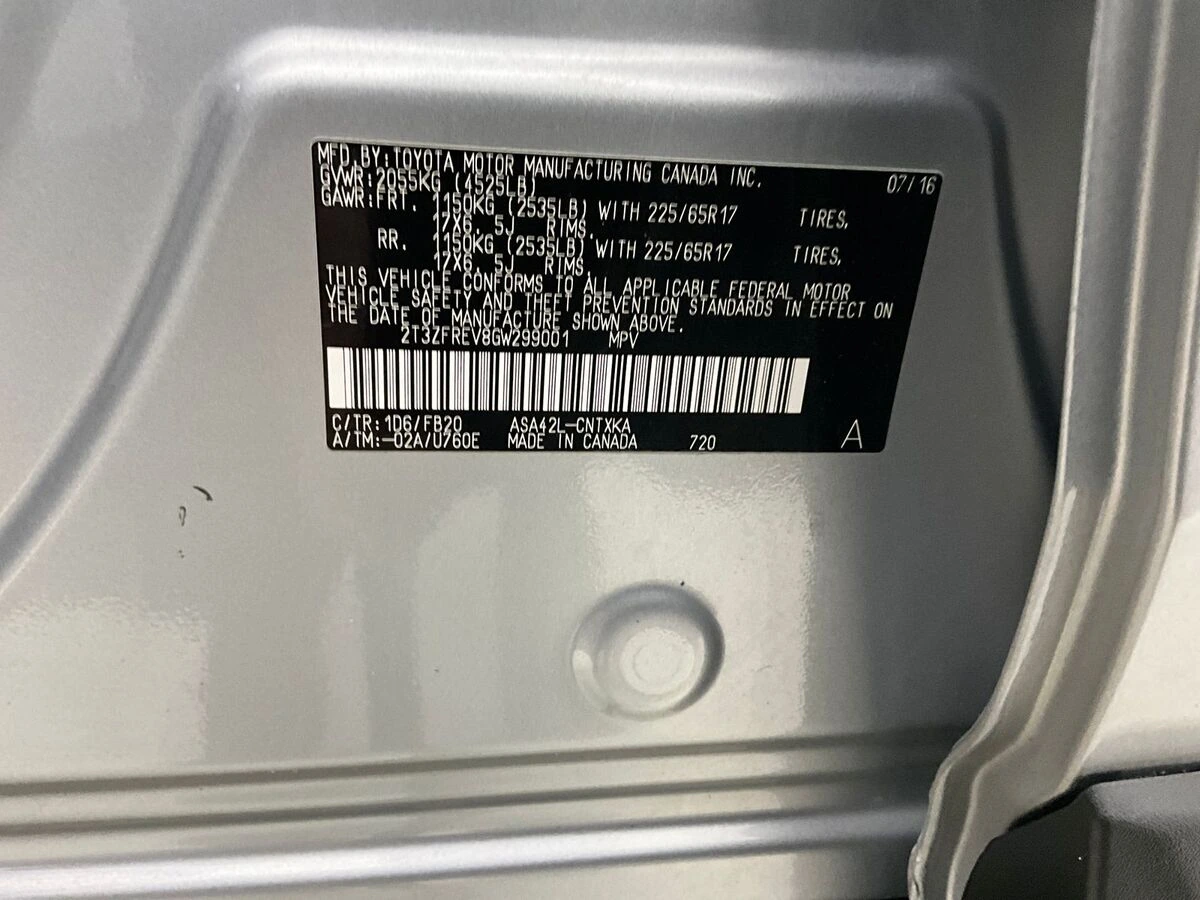 MFD.BY:TOYOTA MOTOR MANUFACTURING CANADA INC. 07/16
GVWR:2055KG (4525LB)
GAWR:FRT. 1150KG (2535LB) WITH 225/65R17 TIRES,
17X6.5J RIMS,
RR. 1150KG (2535LB) WITH 225/65R17 TIRES,
17X6.5J RIMS,
THIS VEHICLE CONFORMS TO ALL APPLICABLE FEDERAL MOTOR
VEHICLE SAFETY AND THEFT PREVENTION STANDARDS IN EFFECT ON
THE DATE OF MANUFACTURE SHOWN ABOVE.
2T3ZFREV8GW299001 MPV
C/TR:1D6/FB20 ASA42L-CNTXKA
A/TM:-02A/U760E MADE IN CANADA 720 A